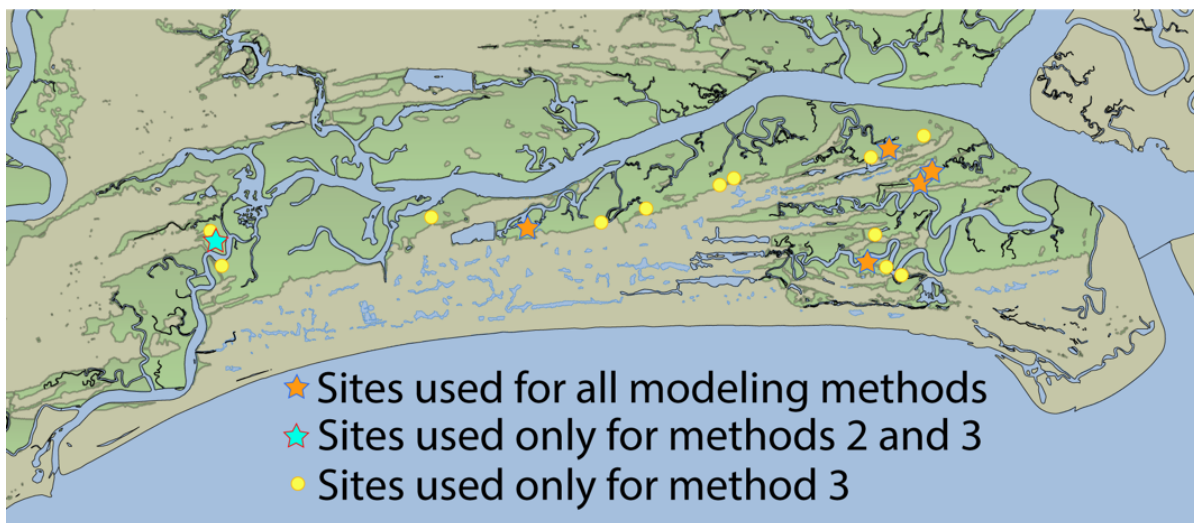 Sites used for all modeling methods
Sites used only for methods 2 and 3
Sites used only for method 3